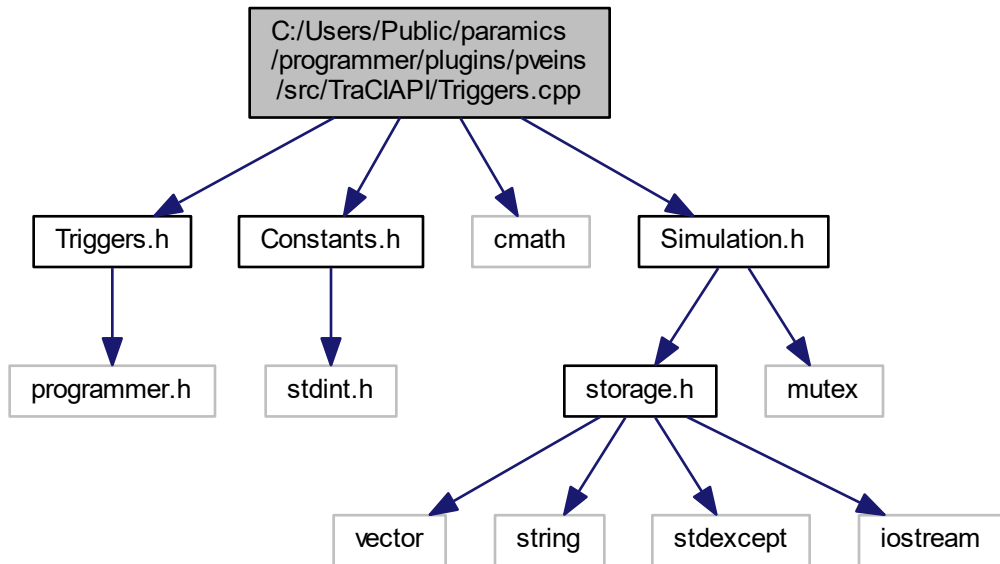 C:/Users/Public/paramics
/programmer/plugins/pveins
/src/TraCIAPI/Triggers.cpp
Triggers.h
Constants.h
cmath
Simulation.h
programmer.h
stdint.h
storage.h
mutex
vector
string
stdexcept
iostream